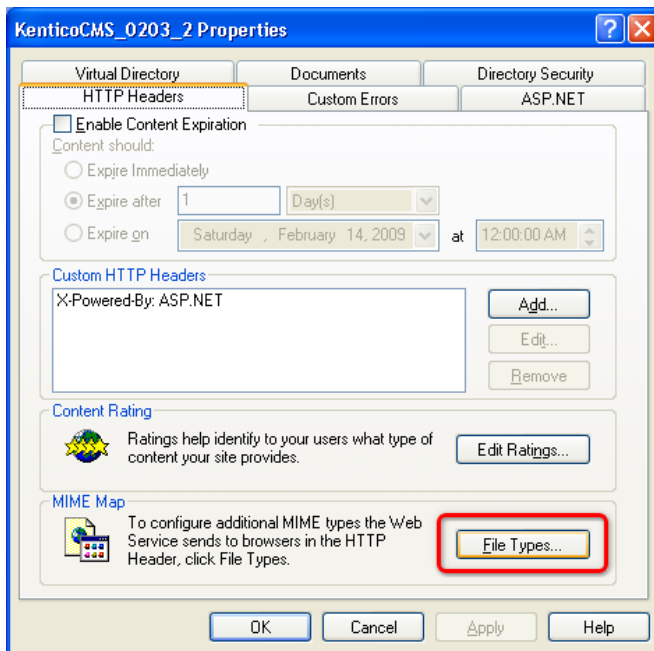 KenticoCMS_0203_2 Properties
Virtual Directory Documents Directory Security
HTTP Headers Custom Errors ASP.NET
Enable Content Expiration
Content should:
Expire Immediately
Expire after 1 Day(s)
Expire on Saturday , February 14, 2009 at 12:00:00 AM
Custom HTTP Headers
X-Powered-By: ASP.NET
Add...
Edit...
Remove
Content Rating
Ratings help identify to your users what type of
content your site provides.
Edit Ratings...
MIME Map
To configure additional MIME types the Web
Service sends to browsers in the HTTP
Header, click File Types.
File Types...
OK Cancel Apply Help